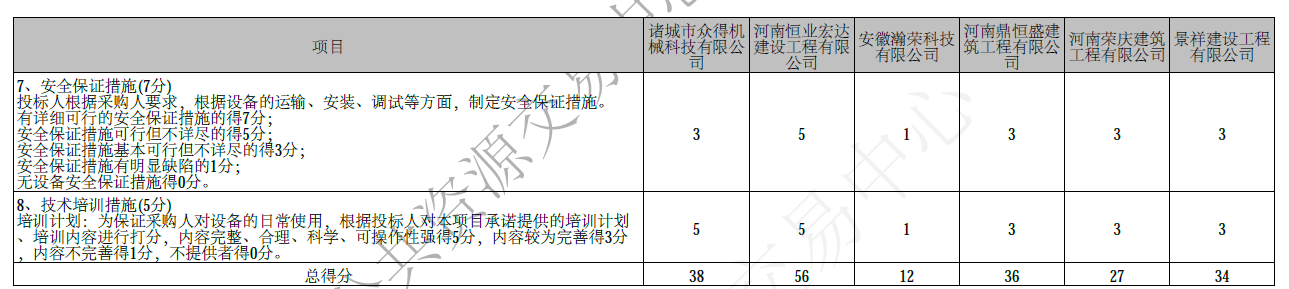 项目
诸城市众得机
械科技有限公
司
河南恒业宏达
建设工程有限
公司
安徽瀚荣科技
有限公司
河南鼎恒盛建
筑工程有限公
司
河南荣庆建筑
工程有限公司
景祥建设工程
有限公司
7、安全保证措施(7分)
投标人根据采购人要求，根据设备的运输、安装、调试等方面，制定安全保证措施。
有详细可行的安全保证措施的得7分；
安全保证措施可行但不详尽的得5分；
安全保证措施基本可行但不详尽的得3分；
安全保证措施有明显缺陷的1分；
无设备安全保证措施得0分。
3 5 1 3 3 3
8、技术培训措施(5分)
培训计划：为保证采购人对设备的日常使用，根据投标人对本项目承诺提供的培训计划
、培训内容进行打分，内容完整、合理、科学、可操作性强得5分，内容较为完善得3分
，内容不完善得1分，不提供者得0分。
5 5 1 3 3 3
总得分 38 56 12 36 27 34
共资源交易中心
交易中心